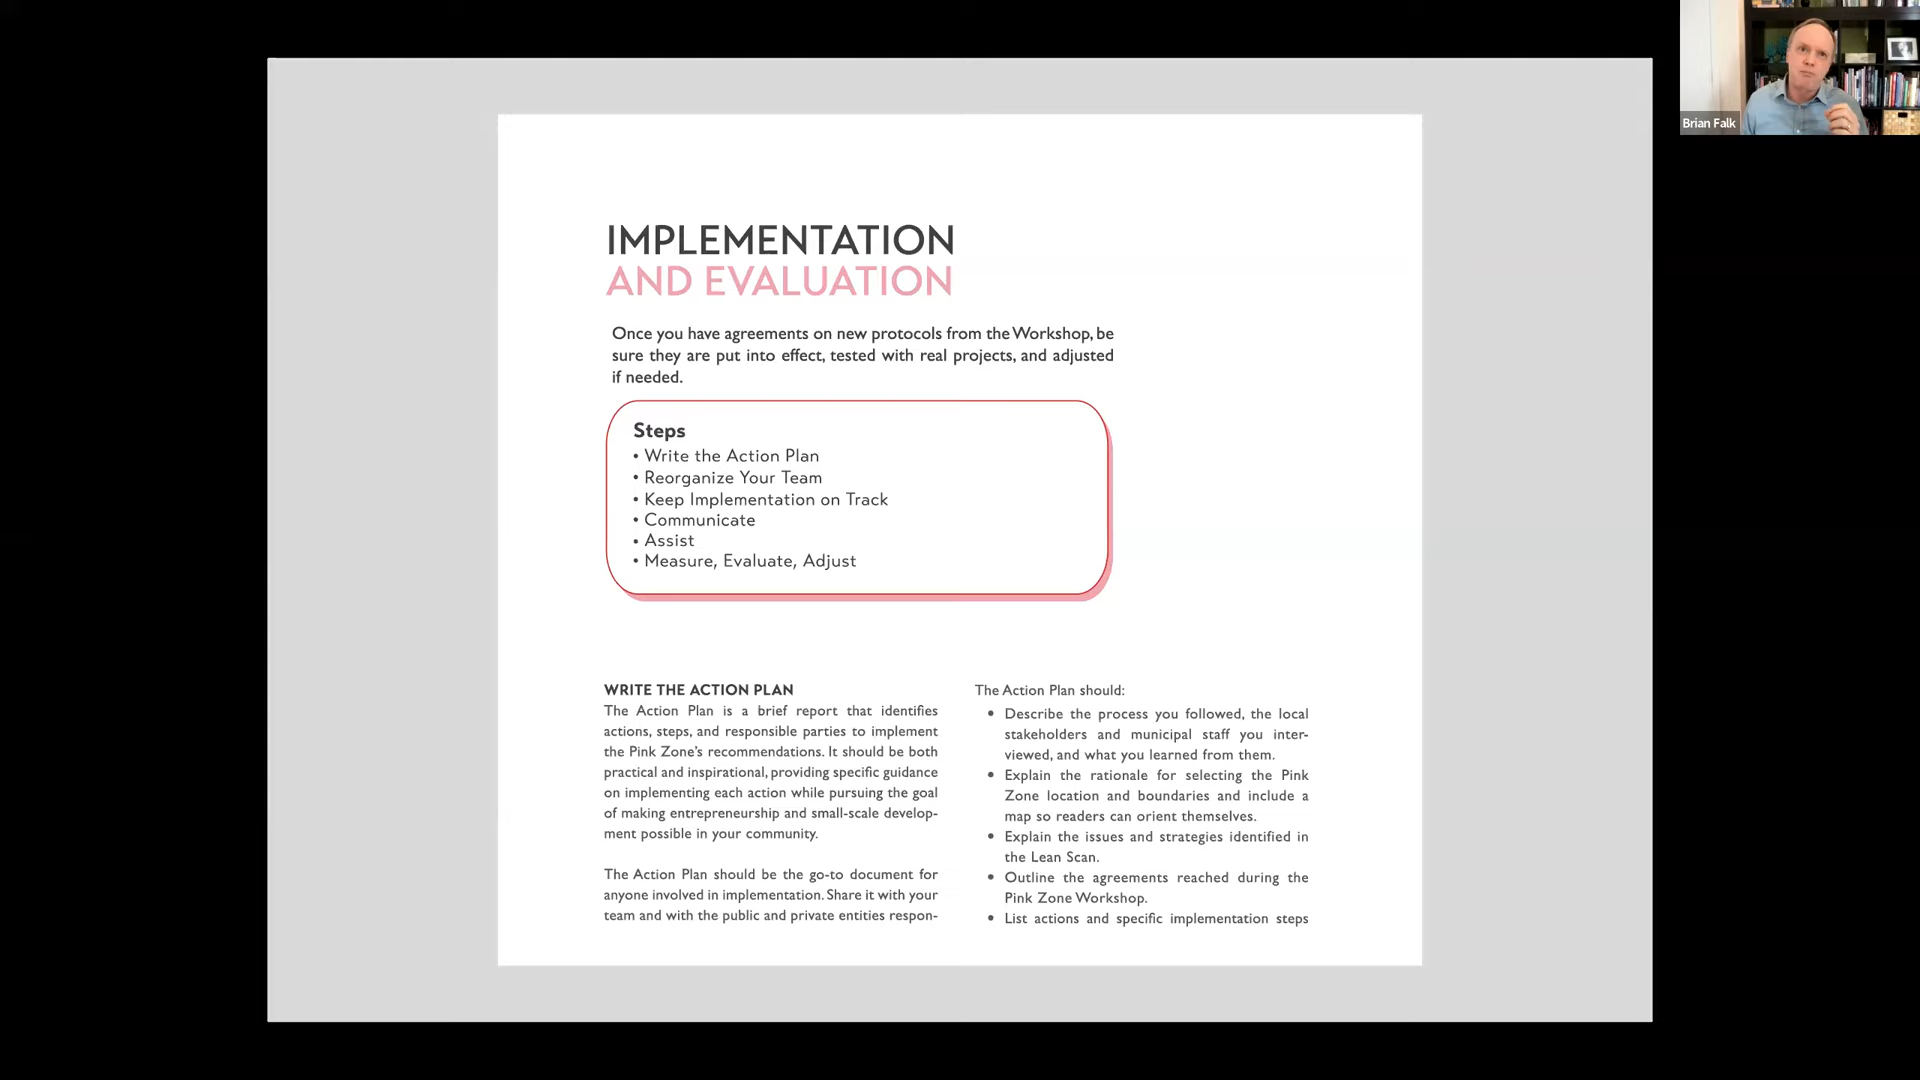 Brian Falk
IMPLEMENTATION
AND EVALUATION
Once you have agreements on new protocols from the Workshop, be
sure they are put into effect, tested with real projects, and adjusted
if needed.
Steps
• Write the Action Plan
• Reorganize Your Team
• Keep Implementation on Track
• Communicate
• Assist
• Measure, Evaluate, Adjust
WRITE THE ACTION PLAN
The Action Plan is a brief report that identifies
actions, steps, and responsible parties to implement
the Pink Zone's recommendations. It should be both
practical and inspirational, providing specific guidance
on implementing each action while pursuing the goal
of making entrepreneurship and small-scale develop-
ment possible in your community.
The Action Plan should be the go-to document for
anyone involved in implementation. Share it with your
team and with the public and private entities respon-
The Action Plan should:
• Describe the process you followed, the local
stakeholders and municipal staff you inter-
viewed, and what you learned from them.
• Explain the rationale for selecting the Pink
Zone location and boundaries and include a
map so readers can orient themselves.
• Explain the issues and strategies identified in
the Lean Scan.
• Outline the agreements reached during the
Pink Zone Workshop.
• List actions and specific implementation steps